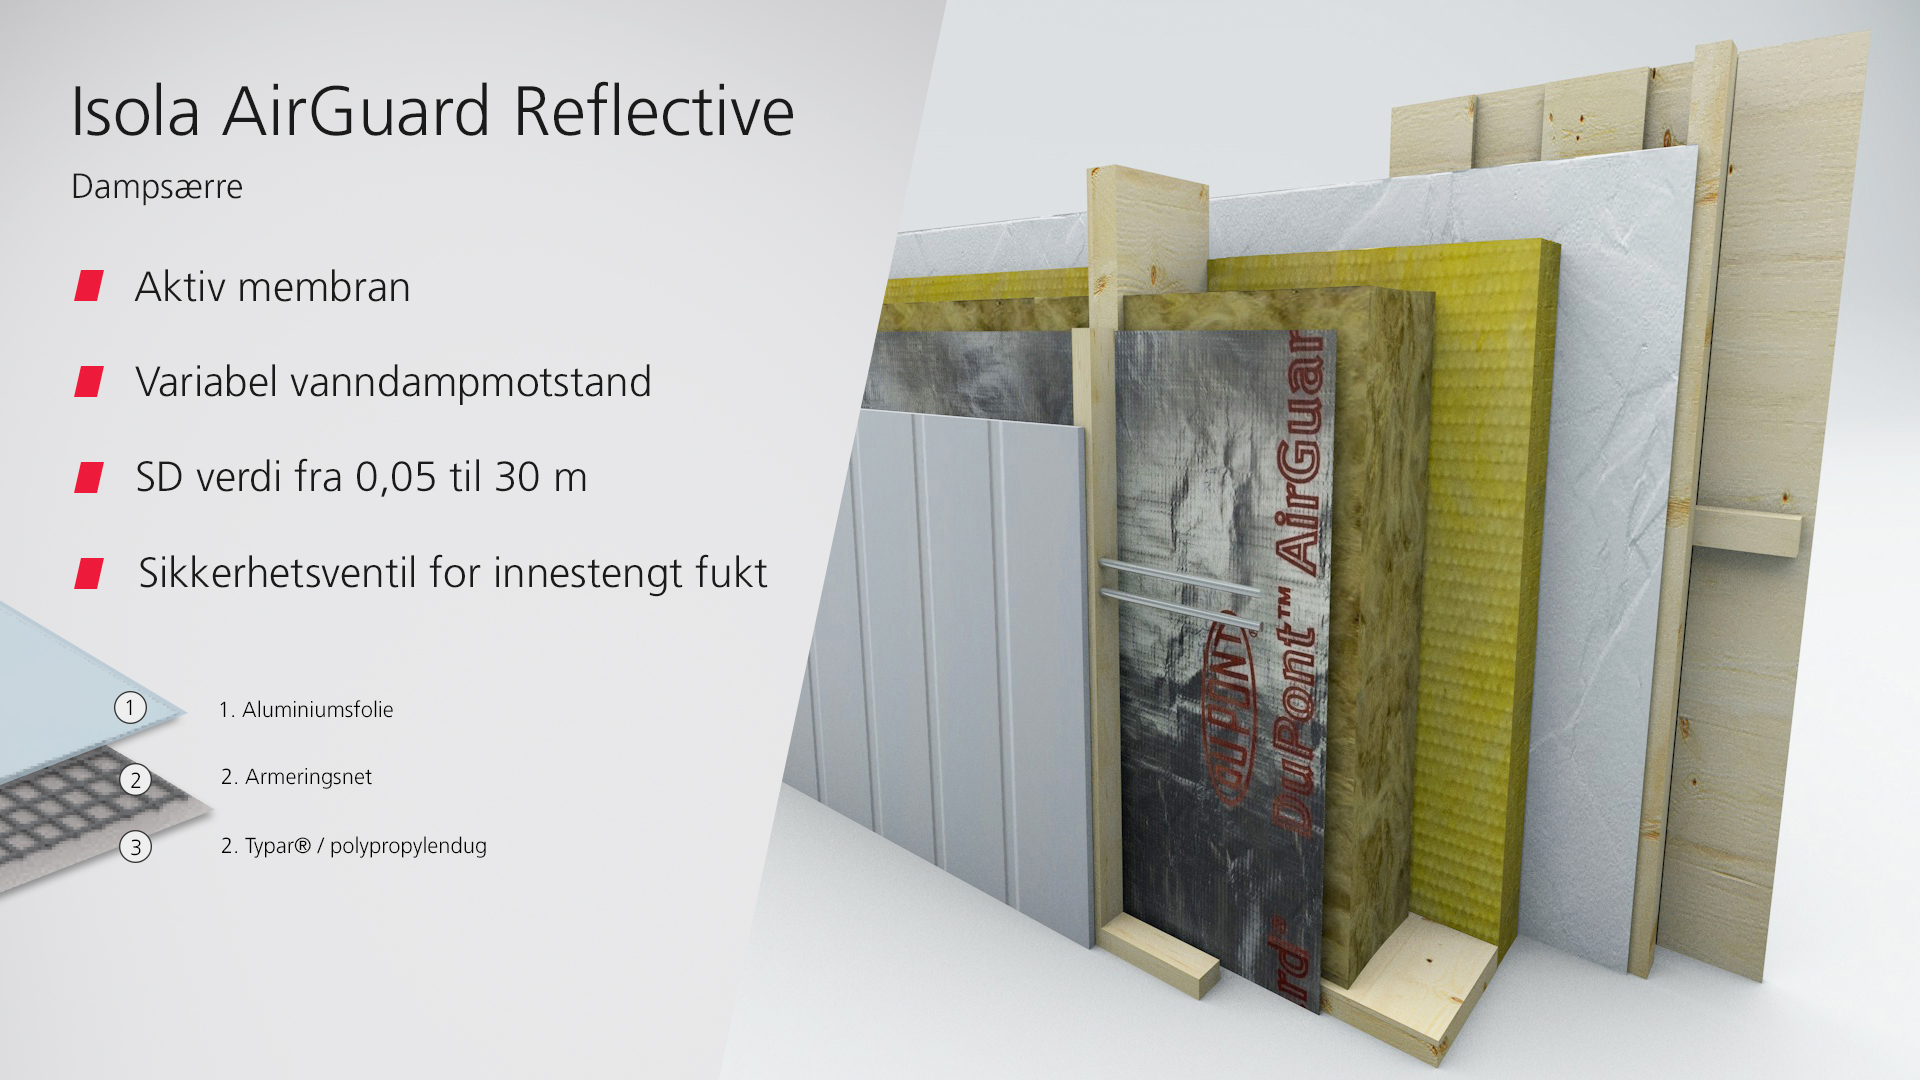 Isola AirGuard Reflective
Dampsærre
Aktiv membran
Variabel vanndampmotstand
SD verdi fra 0,05 til 30 m
Sikkerhetsventil for innestengt fukt
1 1. Aluminiumsfolie
2 2. Armeringsnet
3 2. Typar® / polypropylendug
DUPONT®
DuPont™ AirGuar
rd®